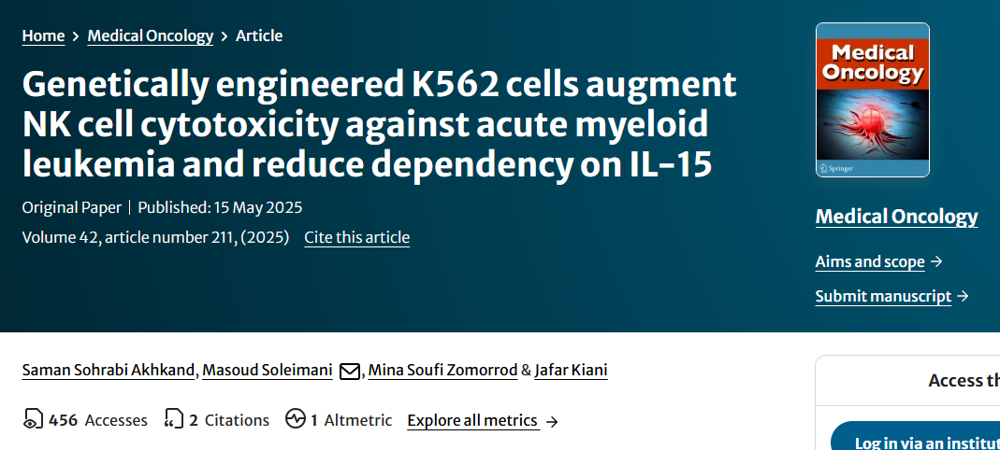 Home > Medical Oncology > Article
Genetically engineered K562 cells augment
NK cell cytotoxicity against acute myeloid
leukemia and reduce dependency on IL-15
Original Paper | Published: 15 May 2025
Volume 42, article number 211, (2025) Cite this article
Medical
Oncology
Springer
Medical Oncology
Aims and scope →
Submit manuscript →
Saman Sohrabi Akhkand, Masoud Soleimani, Mina Soufi Zomorrod & Jafar Kiani
456 Accesses 2 Citations 1 Altmetric Explore all metrics →
Access th
Log in via an institut